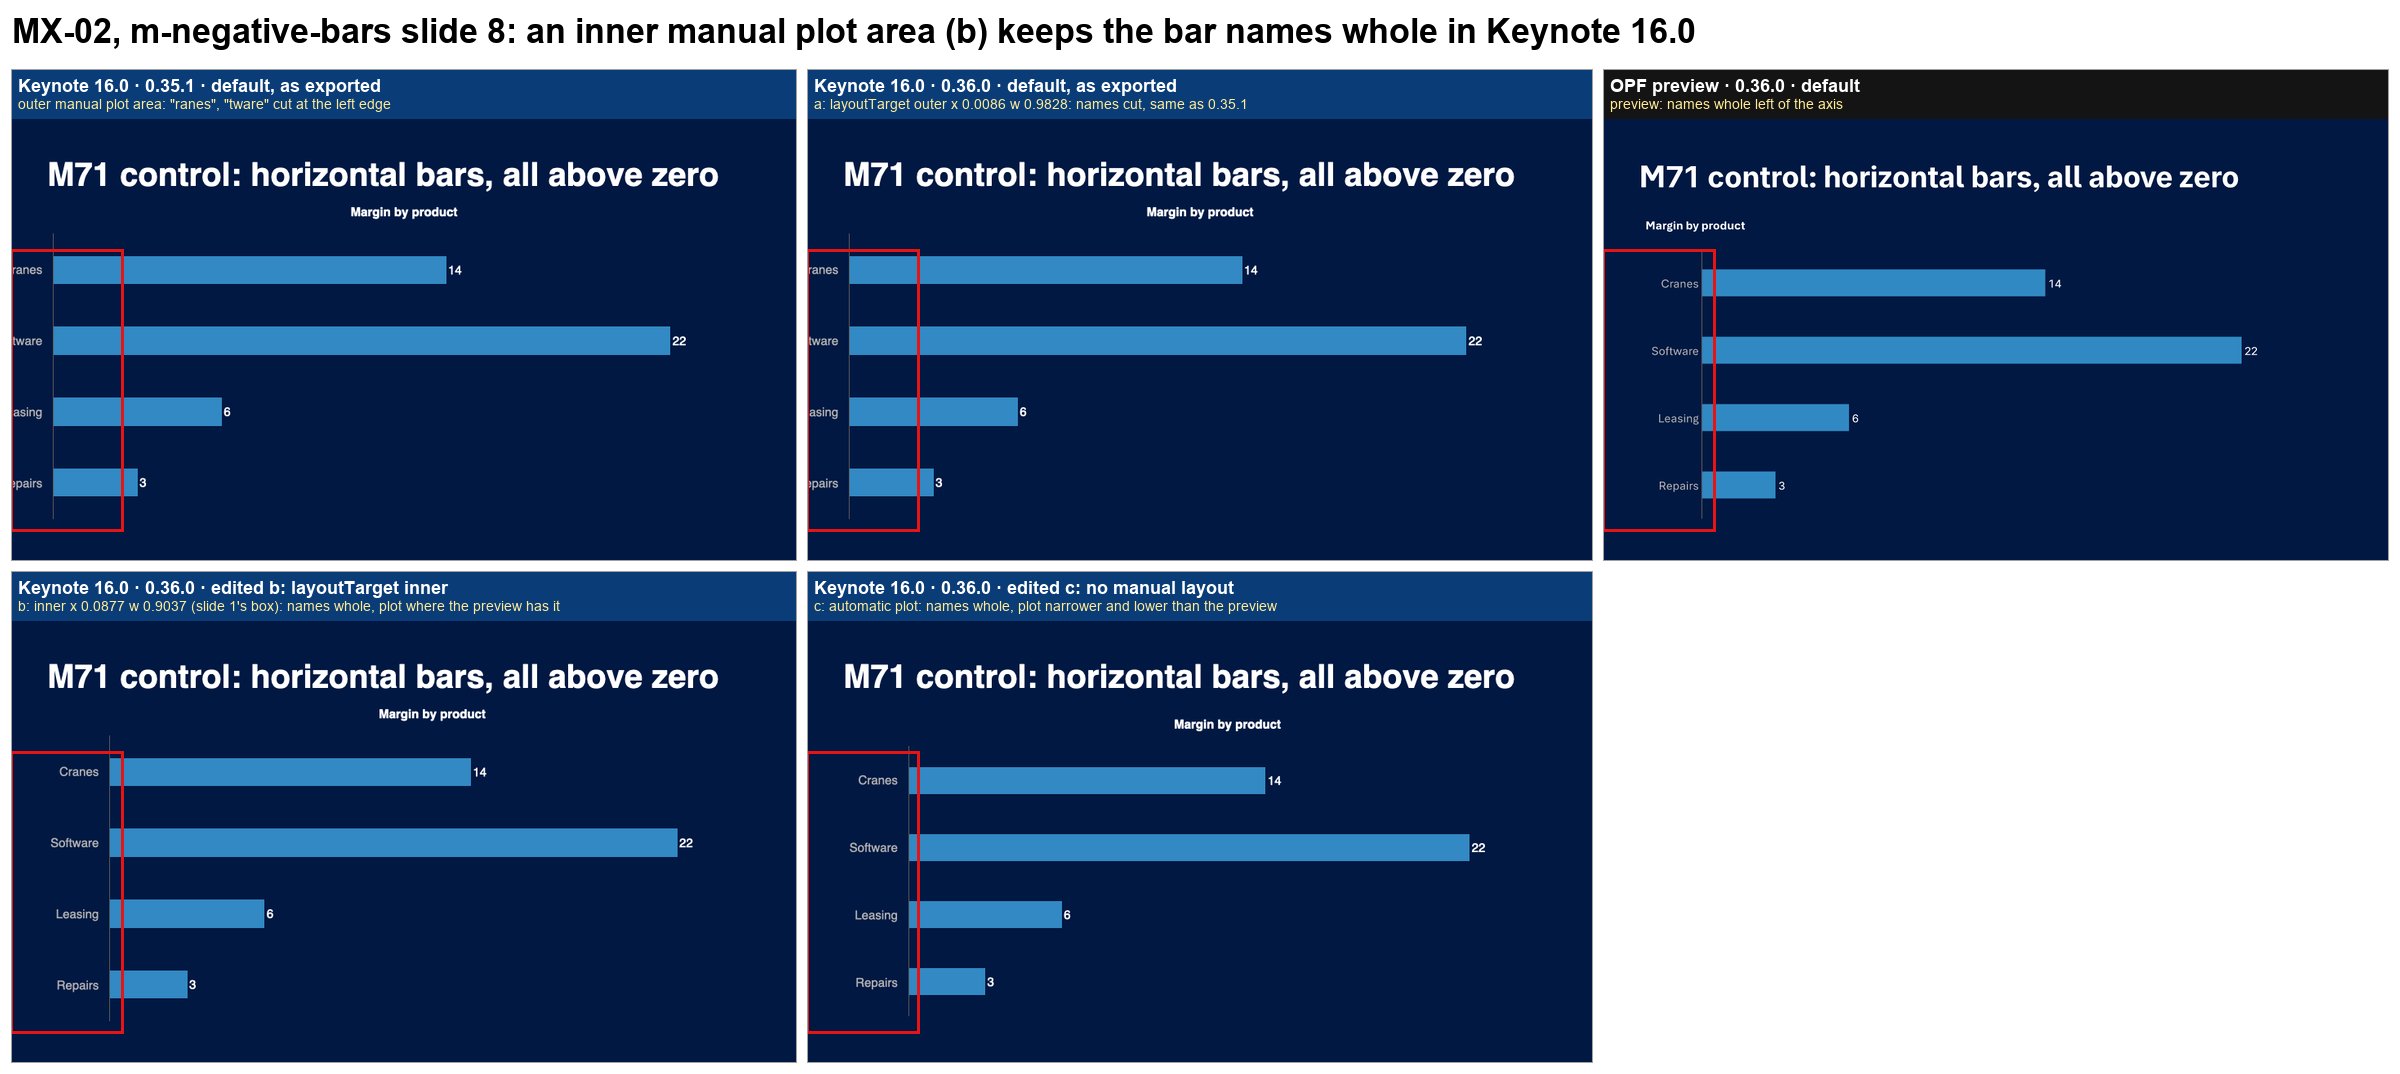 MX-02, m-negative-bars slide 8: an inner manual plot area (b) keeps the bar names whole in Keynote 16.0
Keynote 16.0 · 0.35.1 · default, as exported
outer manual plot area: "ranes", "tware" cut at the left edge
M71 control: horizontal bars, all above zero
Margin by product
ranes
14
tware
22
asing
6
epairs
3
Keynote 16.0 · 0.36.0 · default, as exported
a: layoutTarget outer x 0.0086 w 0.9828: names cut, same as 0.35.1
M71 control: horizontal bars, all above zero
Margin by product
ranes
14
tware
22
asing
6
epairs
3
OPF preview · 0.36.0 · default
preview: names whole left of the axis
M71 control: horizontal bars, all above zero
Margin by product
Cranes
14
Software
22
Leasing
6
Repairs
3
Keynote 16.0 · 0.36.0 · edited b: layoutTarget inner
b: inner x 0.0877 w 0.9037 (slide 1's box): names whole, plot where the preview has it
M71 control: horizontal bars, all above zero
Margin by product
Cranes
14
Software
22
Leasing
6
Repairs
3
Keynote 16.0 · 0.36.0 · edited c: no manual layout
c: automatic plot: names whole, plot narrower and lower than the preview
M71 control: horizontal bars, all above zero
Margin by product
Cranes
14
Software
22
Leasing
6
Repairs
3